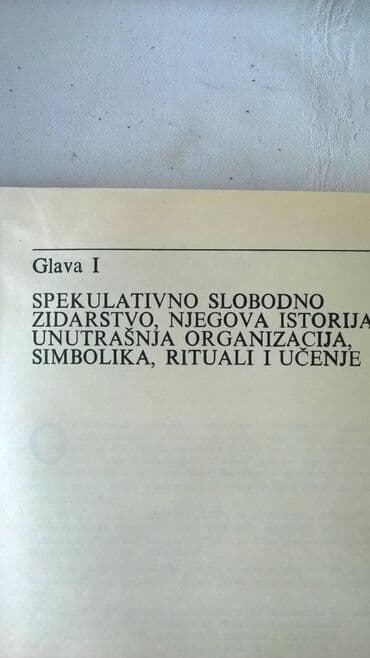 Glava I
SPEKULATIVNO SLOBODNO
ZIDARSTVO, NJEGOVA ISTORIJA
UNUTRAŠNJA ORGANIZACIJA,
SIMBOLIKA, RITUALI I UČENJE